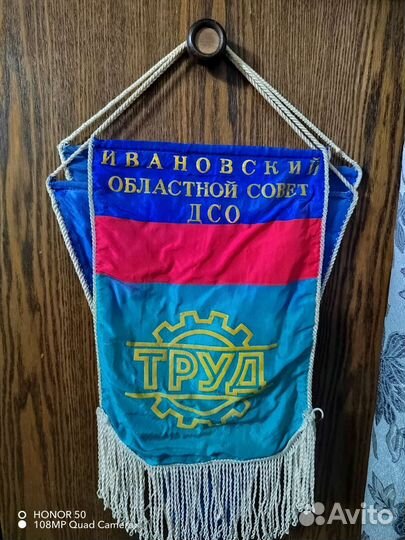 ИВАНОВСКИЙ
ОБЛАСТНОЙ СОВЕТ
ДСО
ТРУД
HONOR 50
108MP Quad Camera
Avito